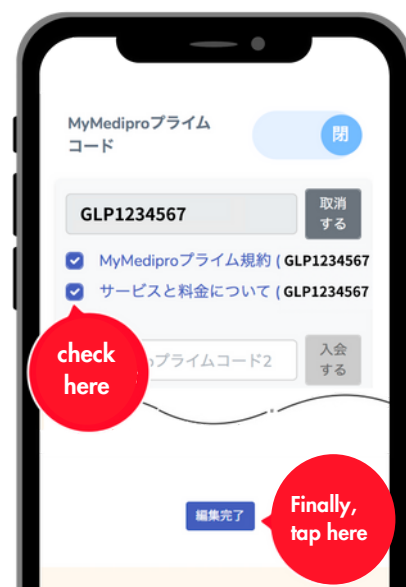 MyMediproプライム
コード
閉
GLP1234567
取消
する
MyMediproプライム規約 ( GLP1234567
サービスと料金について ( GLP1234567
check
here
プライムコード2
入会
する
編集完了
Finally,
tap here